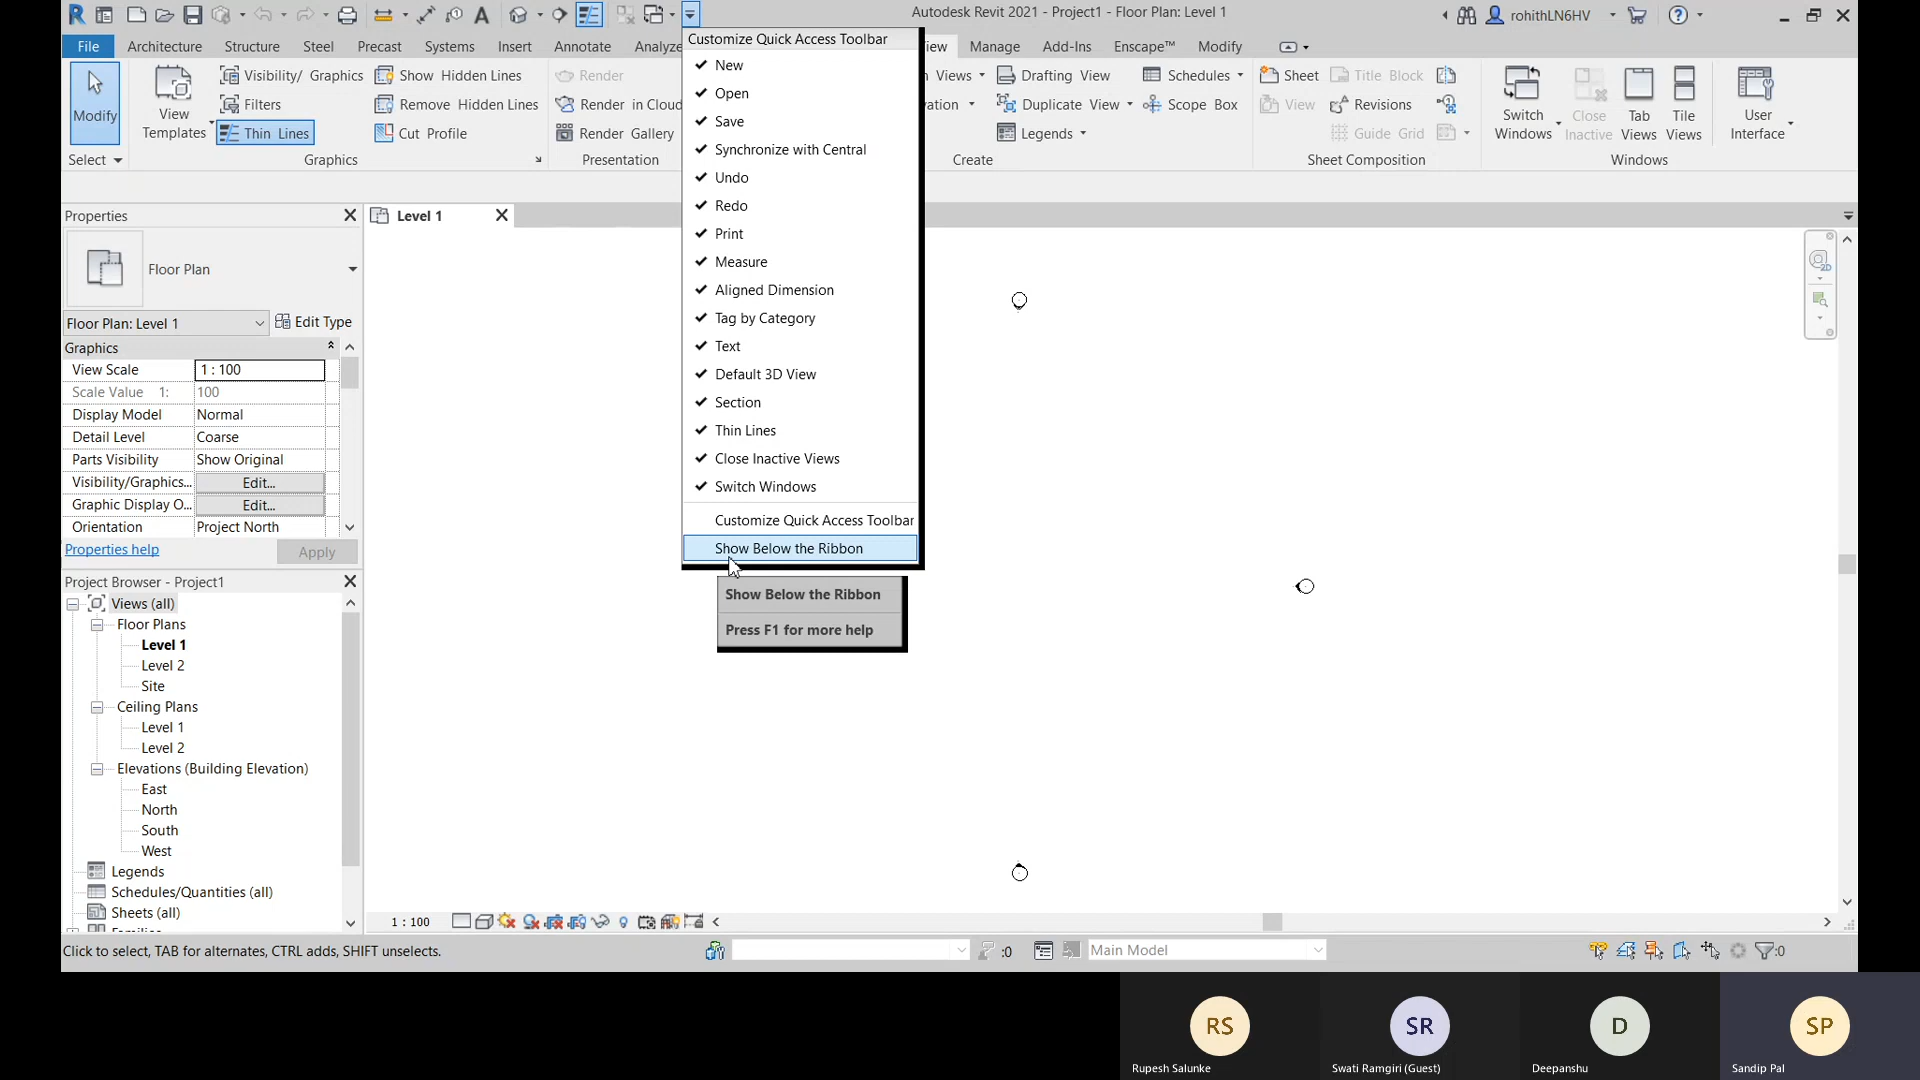 Autodesk Revit 2021 - Project1 - Floor Plan: Level 1
rohithLN6HV
File
Architecture
Structure
Steel
Precast
Systems
Insert
Annotate
Analyze
Manage
Add-Ins
Enscape™
Modify
Modify
Select
View
Templates
Visibility/ Graphics
Filters
Thin Lines
Show Hidden Lines
Remove Hidden Lines
Cut Profile
Graphics
Render
Render in Cloud
Render Gallery
Presentation
Customize Quick Access Toolbar
New
Open
Save
Synchronize with Central
Undo
Redo
Print
Measure
Aligned Dimension
Tag by Category
Text
Default 3D View
Section
Thin Lines
Close Inactive Views
Switch Windows
Customize Quick Access Toolbar
Show Below the Ribbon
Show Below the Ribbon
Press F1 for more help
Views
Drafting View
Duplicate View
Legends
Schedules
Scope Box
Create
Sheet
View
Title Block
Revisions
Guide Grid
Sheet Composition
Switch
Windows
Close
Inactive
Tab
Views
Tile
Views
User
Interface
Windows
Properties
Floor Plan
Floor Plan: Level 1
Edit Type
Graphics
View Scale
1 : 100
Scale Value 1:
100
Display Model
Normal
Detail Level
Coarse
Parts Visibility
Show Original
Visibility/Graphics...
Edit...
Graphic Display O...
Edit...
Orientation
Project North
Properties help
Apply
Level 1
2D
Project Browser - Project1
Views (all)
Floor Plans
Level 1
Level 2
Site
Ceiling Plans
Level 1
Level 2
Elevations (Building Elevation)
East
North
South
West
Legends
Schedules/Quantities (all)
Sheets (all)
1 : 100
Click to select, TAB for alternates, CTRL adds, SHIFT unselects.
:0
Main Model
:0
RS
Rupesh Salunke
SR
Swati Ramgiri (Guest)
D
Deepanshu
SP
Sandip Pal